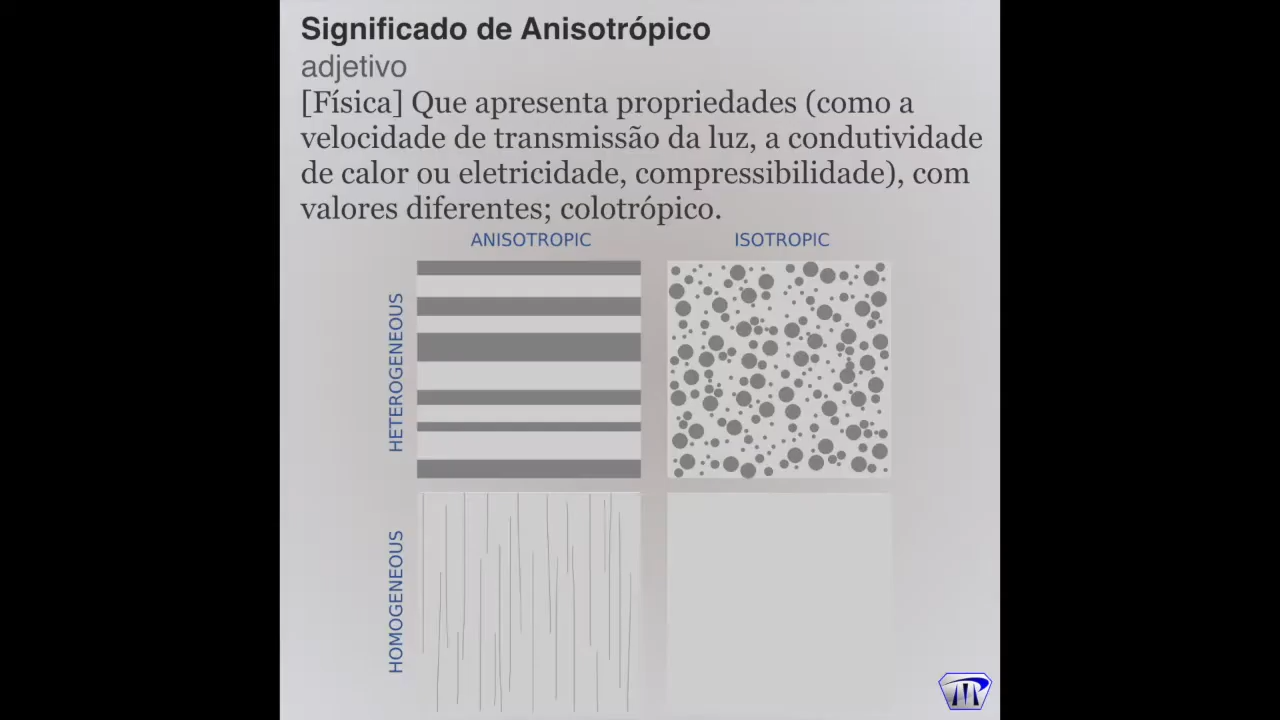 Significado de Anisotrópico
adjetivo
[Física] Que apresenta propriedades (como a
velocidade de transmissão da luz, a condutividade
de calor ou eletricidade, compressibilidade), com
valores diferentes; colotrópico.
ANISOTROPIC
ISOTROPIC
HETEROGENEOUS
HOMOGENEOUS